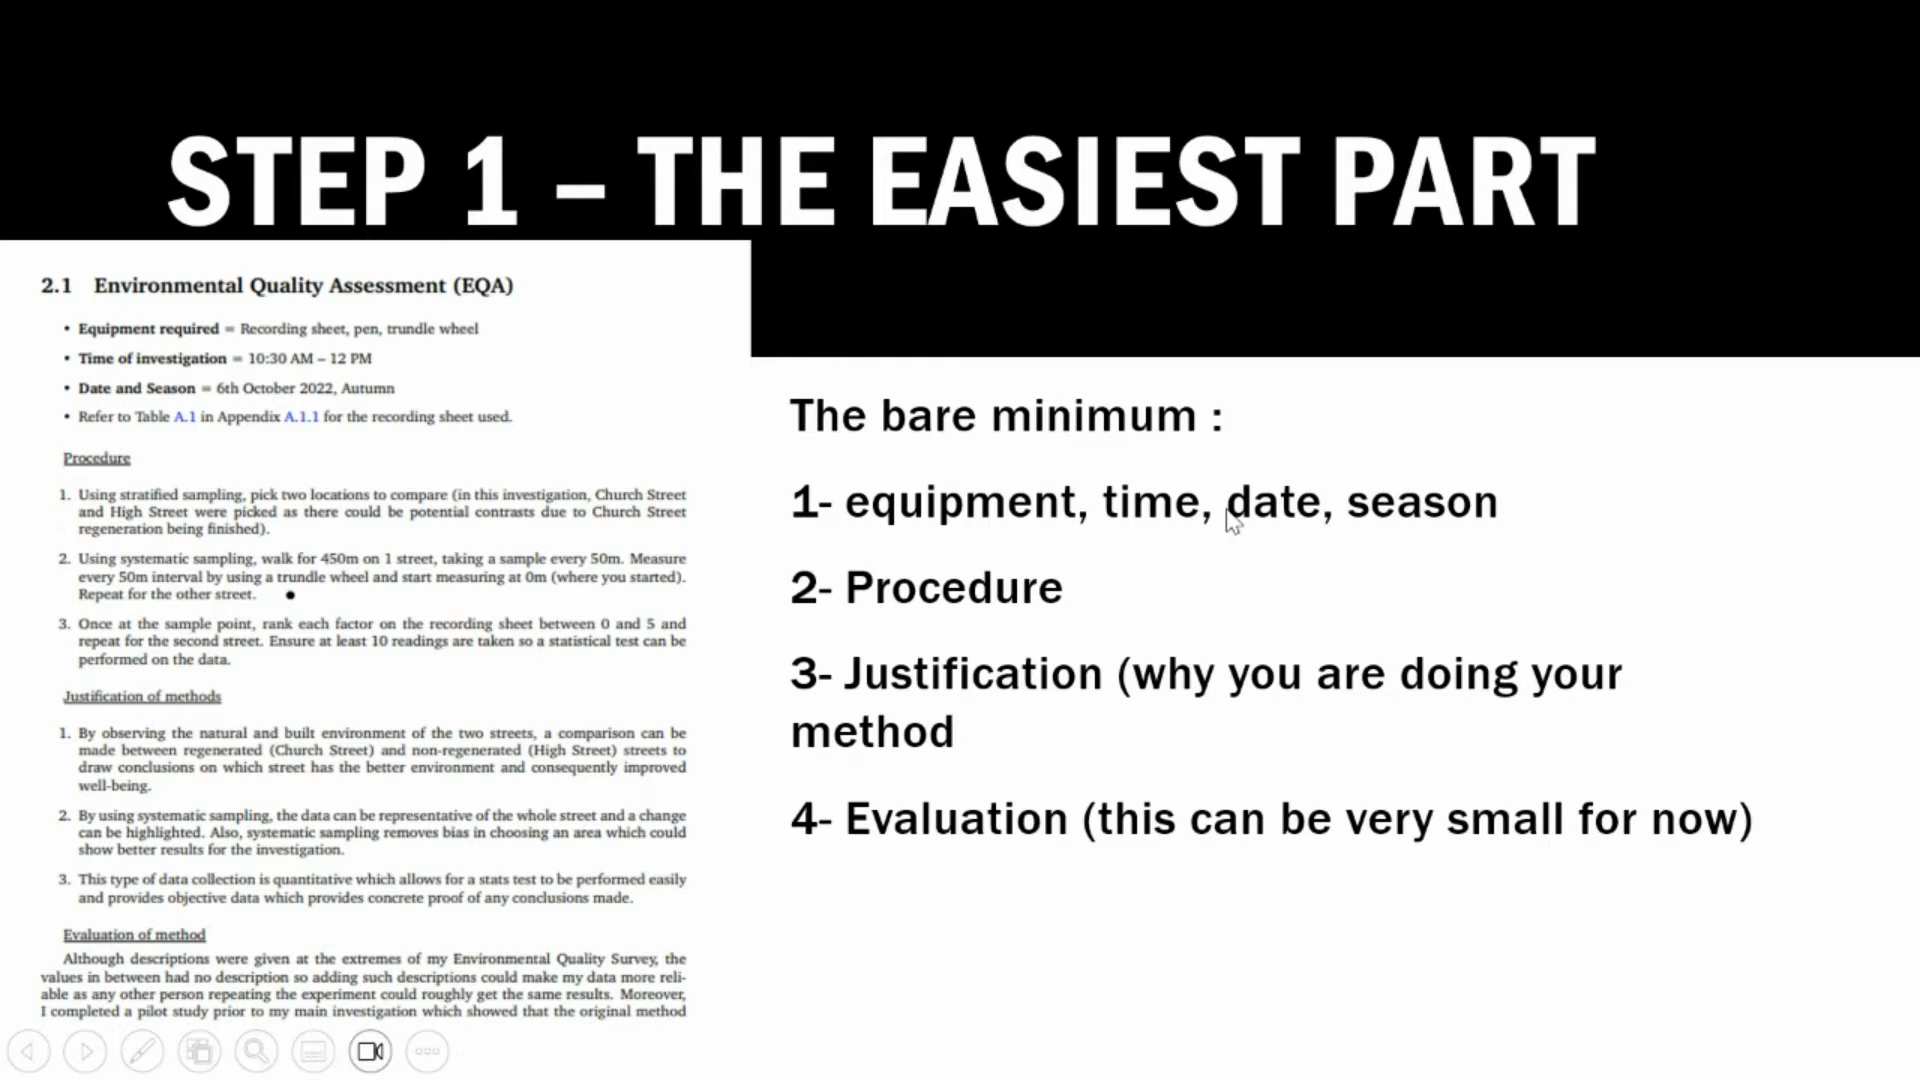 STEP 1 – THE EASIEST PART
2.1 Environmental Quality Assessment (EQA)
• Equipment required = Recording sheet, pen, trundle wheel
• Time of investigation = 10:30 AM – 12 PM
• Date and Season = 6th October 2022, Autumn
• Refer to Table A.1 in Appendix A.1.1 for the recording sheet used.
Procedure
1. Using stratified sampling, pick two locations to compare (in this investigation, Church Street
and High Street were picked as there could be potential contrasts due to Church Street
regeneration being finished).
2. Using systematic sampling, walk for 450m on 1 street, taking a sample every 50m. Measure
every 50m interval by using a trundle wheel and start measuring at 0m (where you started).
Repeat for the other street.
3. Once at the sample point, rank each factor on the recording sheet between 0 and 5 and
repeat for the second street. Ensure at least 10 readings are taken so a statistical test can be
performed on the data.
Justification of methods
1. By observing the natural and built environment of the two streets, a comparison can be
made between regenerated (Church Street) and non-regenerated (High Street) streets to
draw conclusions on which street has the better environment and consequently improved
well-being.
2. By using systematic sampling, the data can be representative of the whole street and a change
can be highlighted. Also, systematic sampling removes bias in choosing an area which could
show better results for the investigation.
3. This type of data collection is quantitative which allows for a stats test to be performed easily
and provides objective data which provides concrete proof of any conclusions made.
Evaluation of method
Although descriptions were given at the extremes of my Environmental Quality Survey, the
values in between had no description so adding such descriptions could make my data more reli-
able as any other person repeating the experiment could roughly get the same results. Moreover,
I completed a pilot study prior to my main investigation which showed that the original method
The bare minimum :
1- equipment, time, date, season
2- Procedure
3- Justification (why you are doing your
method
4- Evaluation (this can be very small for now)